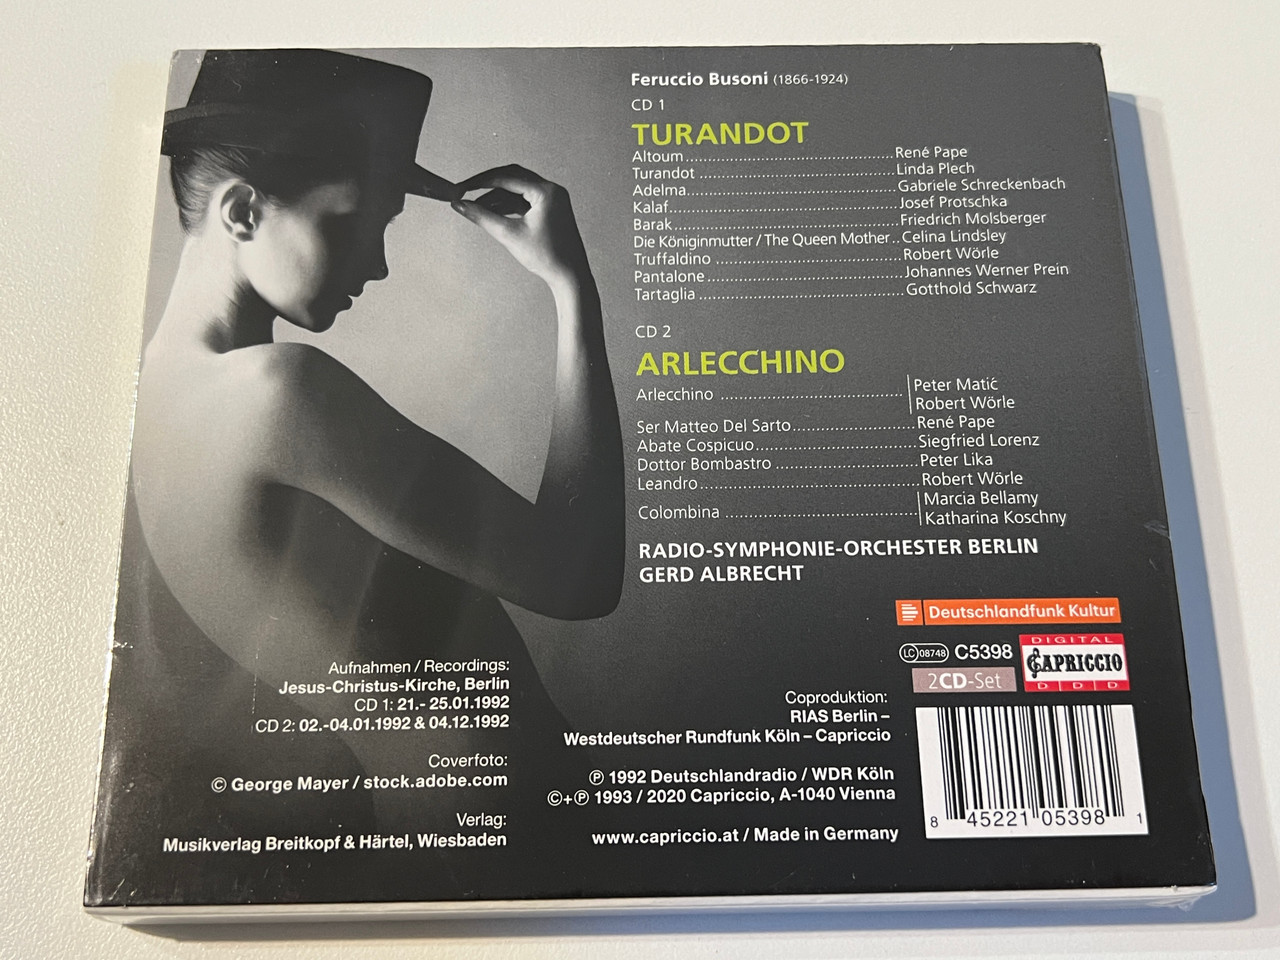 Feruccio Busoni (1866-1924)
CD 1
TURANDOT
Altoum........................................................René Pape
Turandot ....................................................Linda Plech
Adelma......................................................Gabriele Schreckenbach
Kalaf...........................................................Josef Protschka
Barak..........................................................Friedrich Molsberger
Die Königinmutter / The Queen Mother..Celina Lindsley
Truffaldino ................................................Robert Wörle
Pantalone...................................................Johannes Werner Prein
Tartaglia ....................................................Gotthold Schwarz
CD 2
ARLECCHINO
Arlecchino ................................................Peter Matić
Robert Wörle
Ser Matteo Del Sarto................................René Pape
Abate Cospicuo.........................................Siegfried Lorenz
Dottor Bombastro ....................................Peter Lika
Leandro......................................................Robert Wörle
Colombina ................................................Marcia Bellamy
Katharina Koschny
RADIO-SYMPHONIE-ORCHESTER BERLIN
GERD ALBRECHT
Deutschlandfunk Kultur
LC 08748 C5398
2CD-Set
DIGITAL
CAPRICCIO
D D D
Aufnahmen / Recordings:
Jesus-Christus-Kirche, Berlin
CD 1: 21.- 25.01.1992
CD 2: 02.-04.01.1992 & 04.12.1992
Coverfoto:
© George Mayer / stock.adobe.com
Verlag:
Musikverlag Breitkopf & Härtel, Wiesbaden
Coproduktion:
RIAS Berlin –
Westdeutscher Rundfunk Köln – Capriccio
℗ 1992 Deutschlandradio / WDR Köln
©+℗ 1993 / 2020 Capriccio, A-1040 Vienna
www.capriccio.at / Made in Germany
8 45221 05398 1